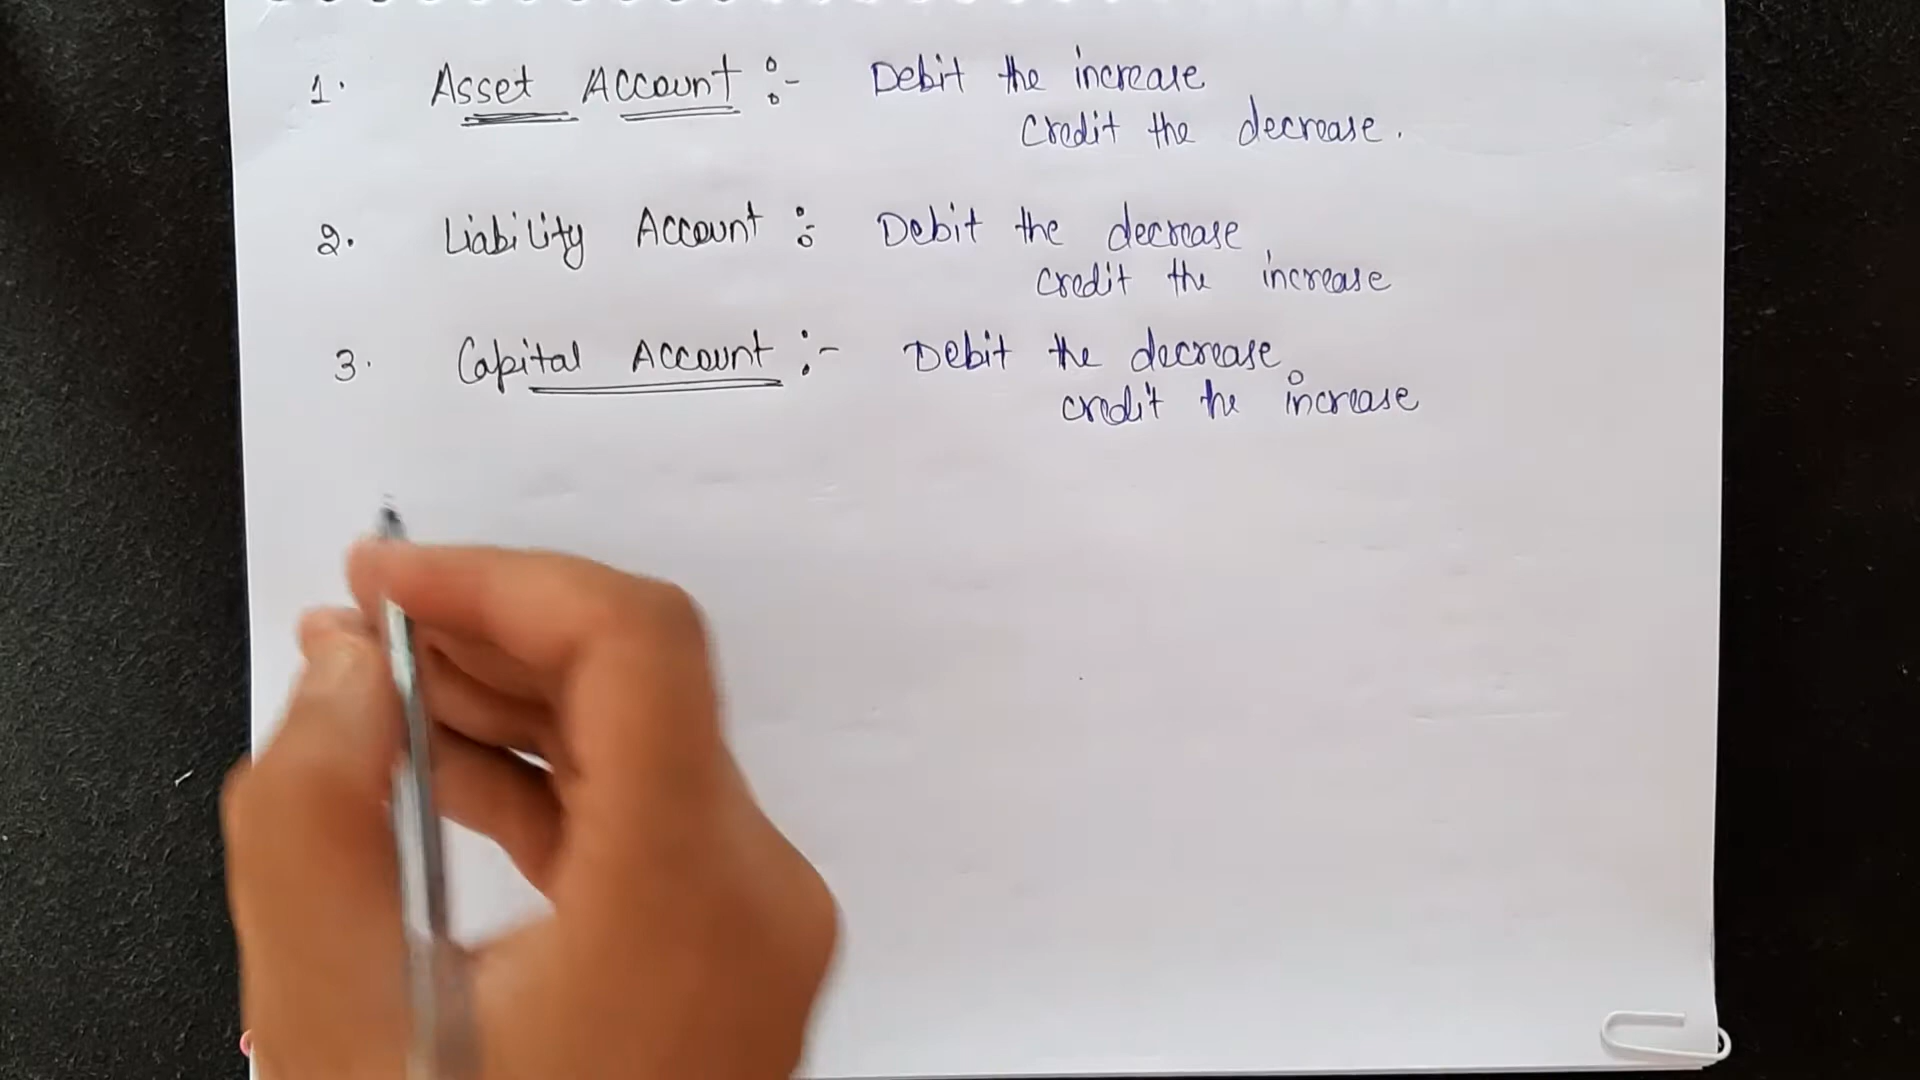 1. Asset Account :- Debit the increase
credit the decrease.
2. Liability Account :- Debit the decrease
credit the increase
3. Capital Account :- Debit the decrease
credit the increase